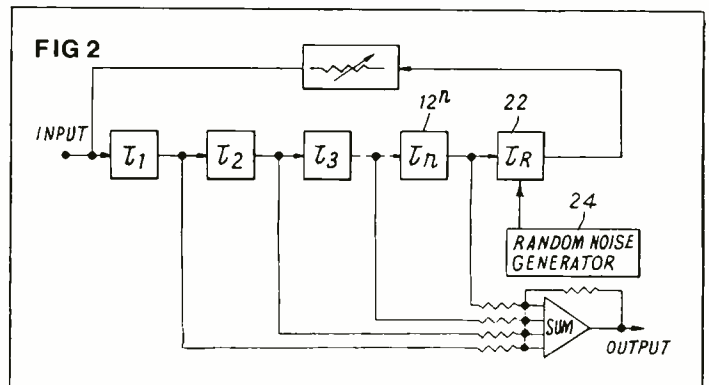 FIG 2
INPUT
τ1
τ2
τ3
12ⁿ
τn
22
τR
24
RANDOM NOISE
GENERATOR
SUM
OUTPUT